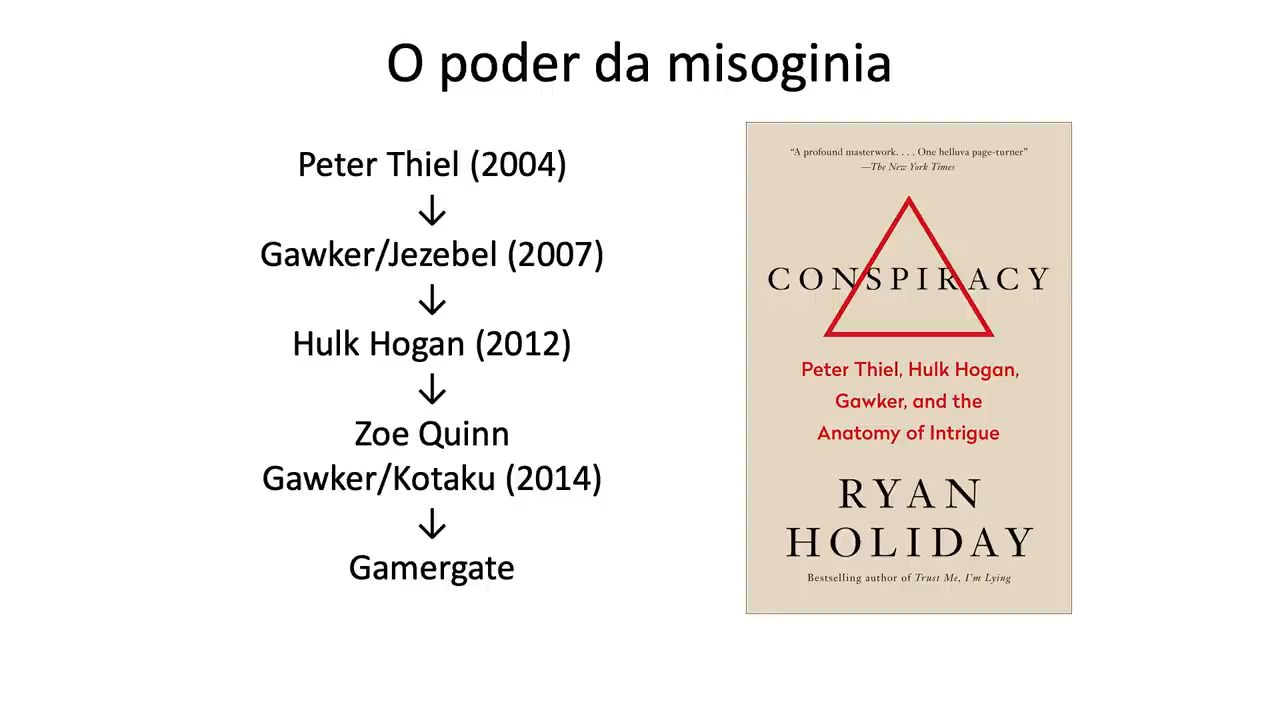 O poder da misoginia
Peter Thiel (2004)
↓
Gawker/Jezebel (2007)
↓
Hulk Hogan (2012)
↓
Zoe Quinn
Gawker/Kotaku (2014)
↓
Gamergate
“A profound masterwork. . . . One helluva page-turner”
—The New York Times
CONSPIRACY
Peter Thiel, Hulk Hogan,
Gawker, and the
Anatomy of Intrigue
RYAN
HOLIDAY
Bestselling author of Trust Me, I’m Lying